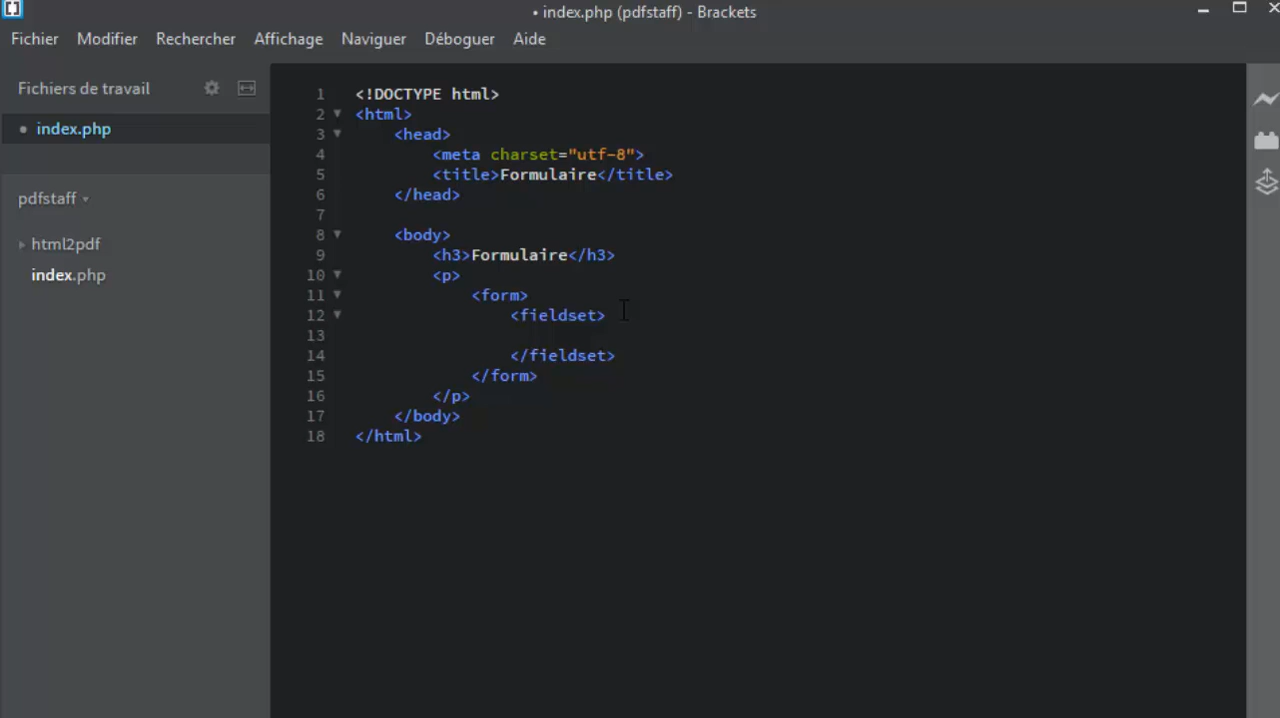 • index.php (pdfstaff) - Brackets
Fichier Modifier Rechercher Affichage Naviguer Déboguer Aide
Fichiers de travail
• index.php
pdfstaff
html2pdf
index.php
1 <!DOCTYPE html>
2 <html>
3 <head>
4 <meta charset="utf-8">
5 <title>Formulaire</title>
6 </head>
7
8 <body>
9 <h3>Formulaire</h3>
10 <p>
11 <form>
12 <fieldset>
13
14 </fieldset>
15 </form>
16 </p>
17 </body>
18 </html>